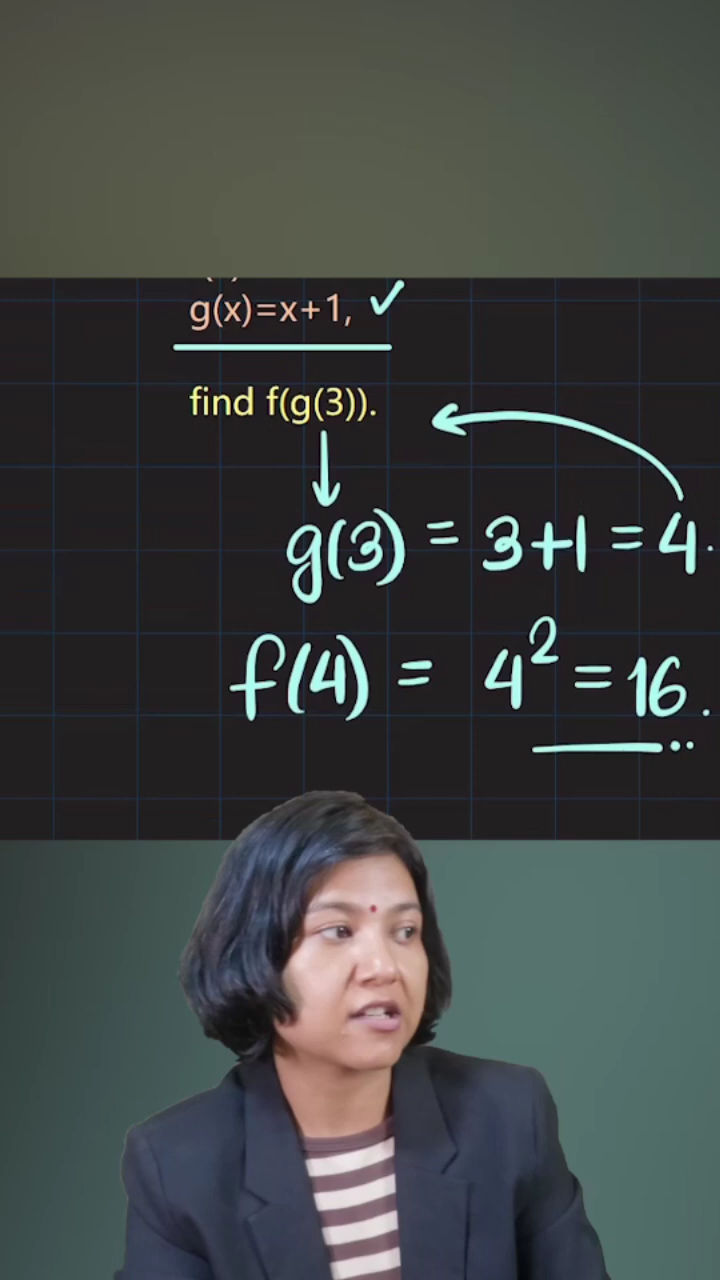 g(x)=x+1, ✓
find f(g(3)).
g(3) = 3+1 = 4.
f(4) = 4² = 16.